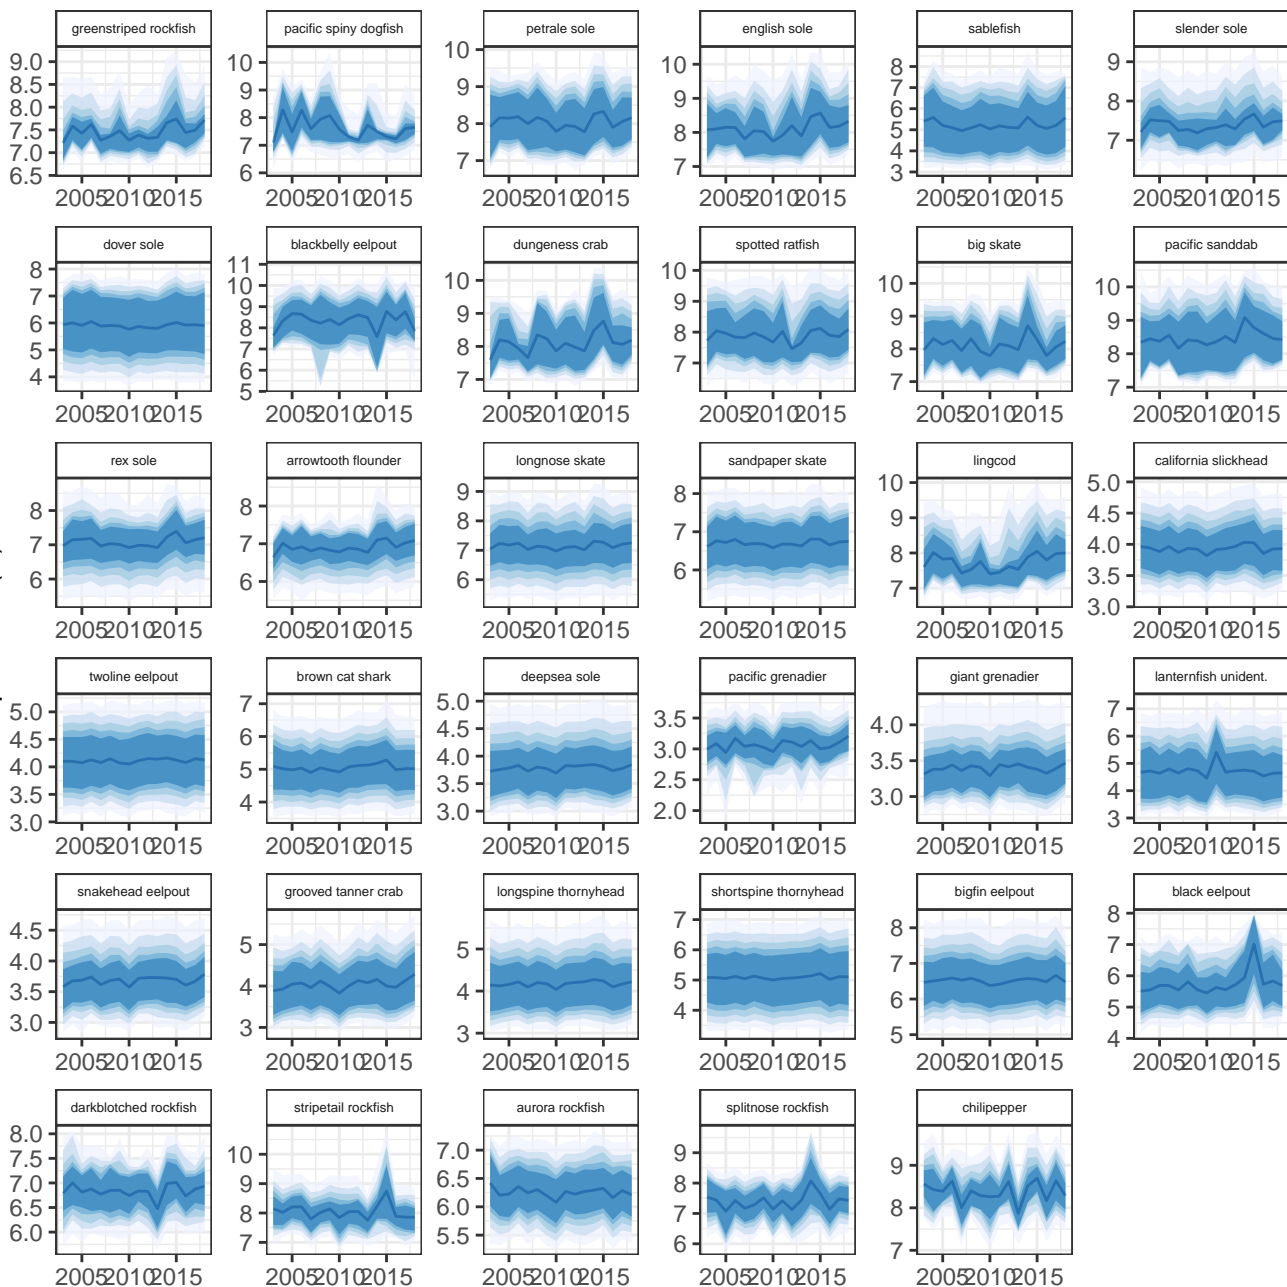 greenstriped rockfish pacific spiny dogfish petrale sole english sole sablefish slender sole
9.0 8.5 8.0 7.5 7.0 6.5 10 9 8 7 6 10 9 8 7 10 9 8 7 8 7 6 5 4 3 9 8 7
2005 2010 2015 2005 2010 2015 2005 2010 2015 2005 2010 2015 2005 2010 2015 2005 2010 2015
dover sole blackbelly eelpout dungeness crab spotted ratfish big skate pacific sanddab
8 7 6 5 4 11 10 9 8 7 6 5 10 9 8 7 10 9 8 7 10 9 8 7 10 9 8 7
2005 2010 2015 2005 2010 2015 2005 2010 2015 2005 2010 2015 2005 2010 2015 2005 2010 2015
rex sole arrowtooth flounder longnose skate sandpaper skate lingcod california slickhead
8 7 6 8 7 6 9 8 7 6 8 7 6 10 9 8 7 5.0 4.5 4.0 3.5 3.0
2005 2010 2015 2005 2010 2015 2005 2010 2015 2005 2010 2015 2005 2010 2015 2005 2010 2015
twoline eelpout brown cat shark deepsea sole pacific grenadier giant grenadier lanternfish unident.
5.0 4.5 4.0 3.5 3.0 7 6 5 4 5.0 4.5 4.0 3.5 3.0 3.5 3.0 2.5 2.0 4.0 3.5 3.0 7 6 5 4 3
2005 2010 2015 2005 2010 2015 2005 2010 2015 2005 2010 2015 2005 2010 2015 2005 2010 2015
snakehead eelpout grooved tanner crab longspine thornyhead shortspine thornyhead bigfin eelpout black eelpout
4.5 4.0 3.5 3.0 5 4 3 5 4 3 7 6 5 4 8 7 6 5 8 7 6 5 4
2005 2010 2015 2005 2010 2015 2005 2010 2015 2005 2010 2015 2005 2010 2015 2005 2010 2015
darkblotched rockfish stripetail rockfish aurora rockfish splitnose rockfish chilipepper
8.0 7.5 7.0 6.5 6.0 10 9 8 7 7.0 6.5 6.0 5.5 9 8 7 6 9 8 7
2005 2010 2015 2005 2010 2015 2005 2010 2015 2005 2010 2015 2005 2010 2015